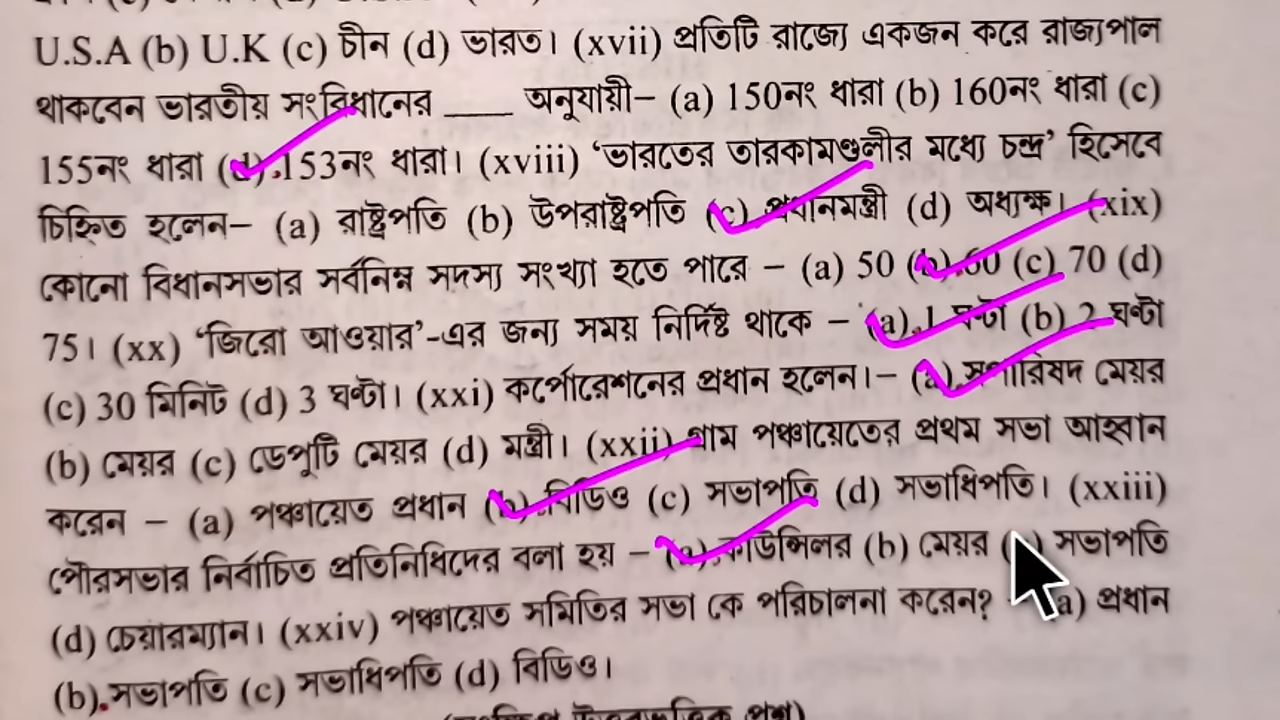 U.S.A (b) U.K (c) চীন (d) ভারত। (xvii) প্রতিটি রাজ্যে একজন করে রাজ্যপাল
থাকবেন ভারতীয় সংবিধানের ____ অনুযায়ী– (a) 150নং ধারা (b) 160নং ধারা (c)
155নং ধারা (d) 153নং ধারা। (xviii) ‘ভারতের তারকামণ্ডলীর মধ্যে চন্দ্র’ হিসেবে
চিহ্নিত হলেন– (a) রাষ্ট্রপতি (b) উপরাষ্ট্রপতি (c) প্রধানমন্ত্রী (d) অধ্যক্ষ। (xix)
কোনো বিধানসভার সর্বনিম্ন সদস্য সংখ্যা হতে পারে – (a) 50 (b) 60 (c) 70 (d)
75। (xx) ‘জিরো আওয়ার’-এর জন্য সময় নির্দিষ্ট থাকে – (a) 1 ঘণ্টা (b) 2 ঘণ্টা
(c) 30 মিনিট (d) 3 ঘণ্টা। (xxi) কর্পোরেশনের প্রধান হলেন।– (a) সপারিষদ মেয়র
(b) মেয়র (c) ডেপুটি মেয়র (d) মন্ত্রী। (xxii) গ্রাম পঞ্চায়েতের প্রথম সভা আহ্বান
করেন – (a) পঞ্চায়েত প্রধান (b) বিডিও (c) সভাপতি (d) সভাধিপতি। (xxiii)
পৌরসভার নির্বাচিত প্রতিনিধিদের বলা হয় – (a) কাউন্সিলর (b) মেয়র সভাপতি
(d) চেয়ারম্যান। (xxiv) পঞ্চায়েত সমিতির সভা কে পরিচালনা করেন? (a) প্রধান
(b) সভাপতি (c) সভাধিপতি (d) বিডিও।